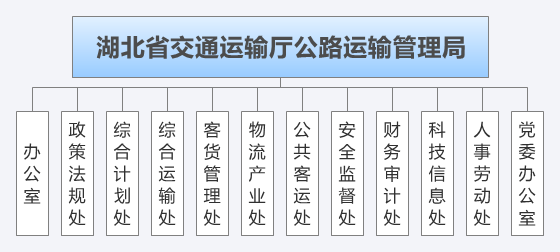 湖北省交通运输厅公路运输管理局
办公室
政策法规处
综合计划处
综合运输处
客货管理处
物流产业处
公共客运处
安全监督处
财务审计处
科技信息处
人事劳动处
党委办公室